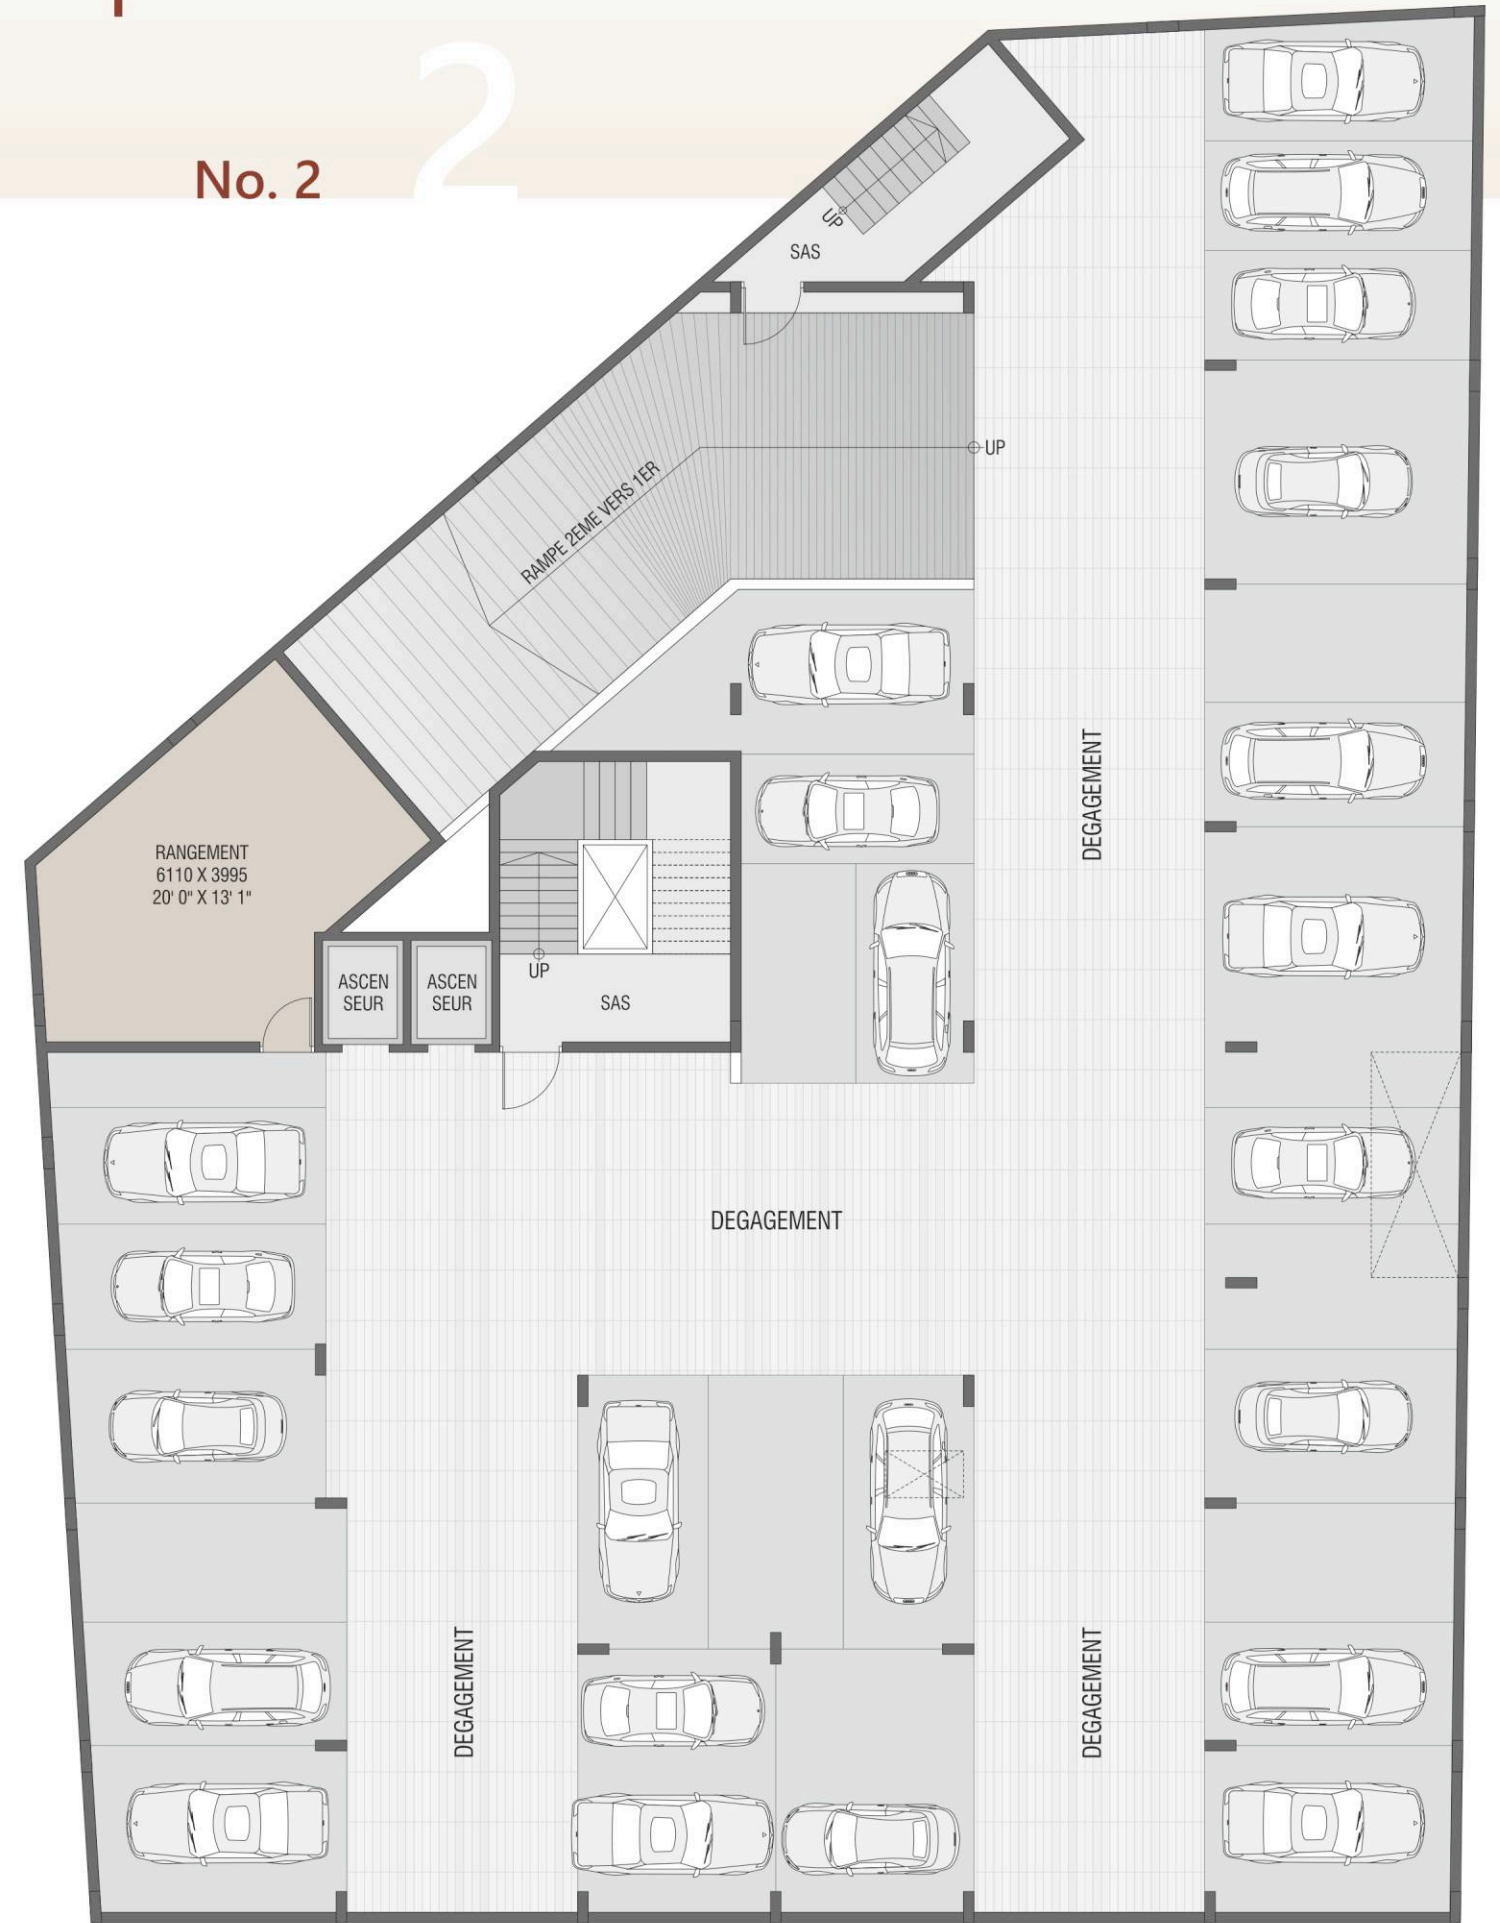 2
No. 2
UP
SAS
UP
RAMPE 2EME VERS 1ER
DEGAGEMENT
RANGEMENT
6110 X 3995
20' 0" X 13' 1"
ASCEN
SEUR
ASCEN
SEUR
UP
SAS
DEGAGEMENT
DEGAGEMENT
DEGAGEMENT